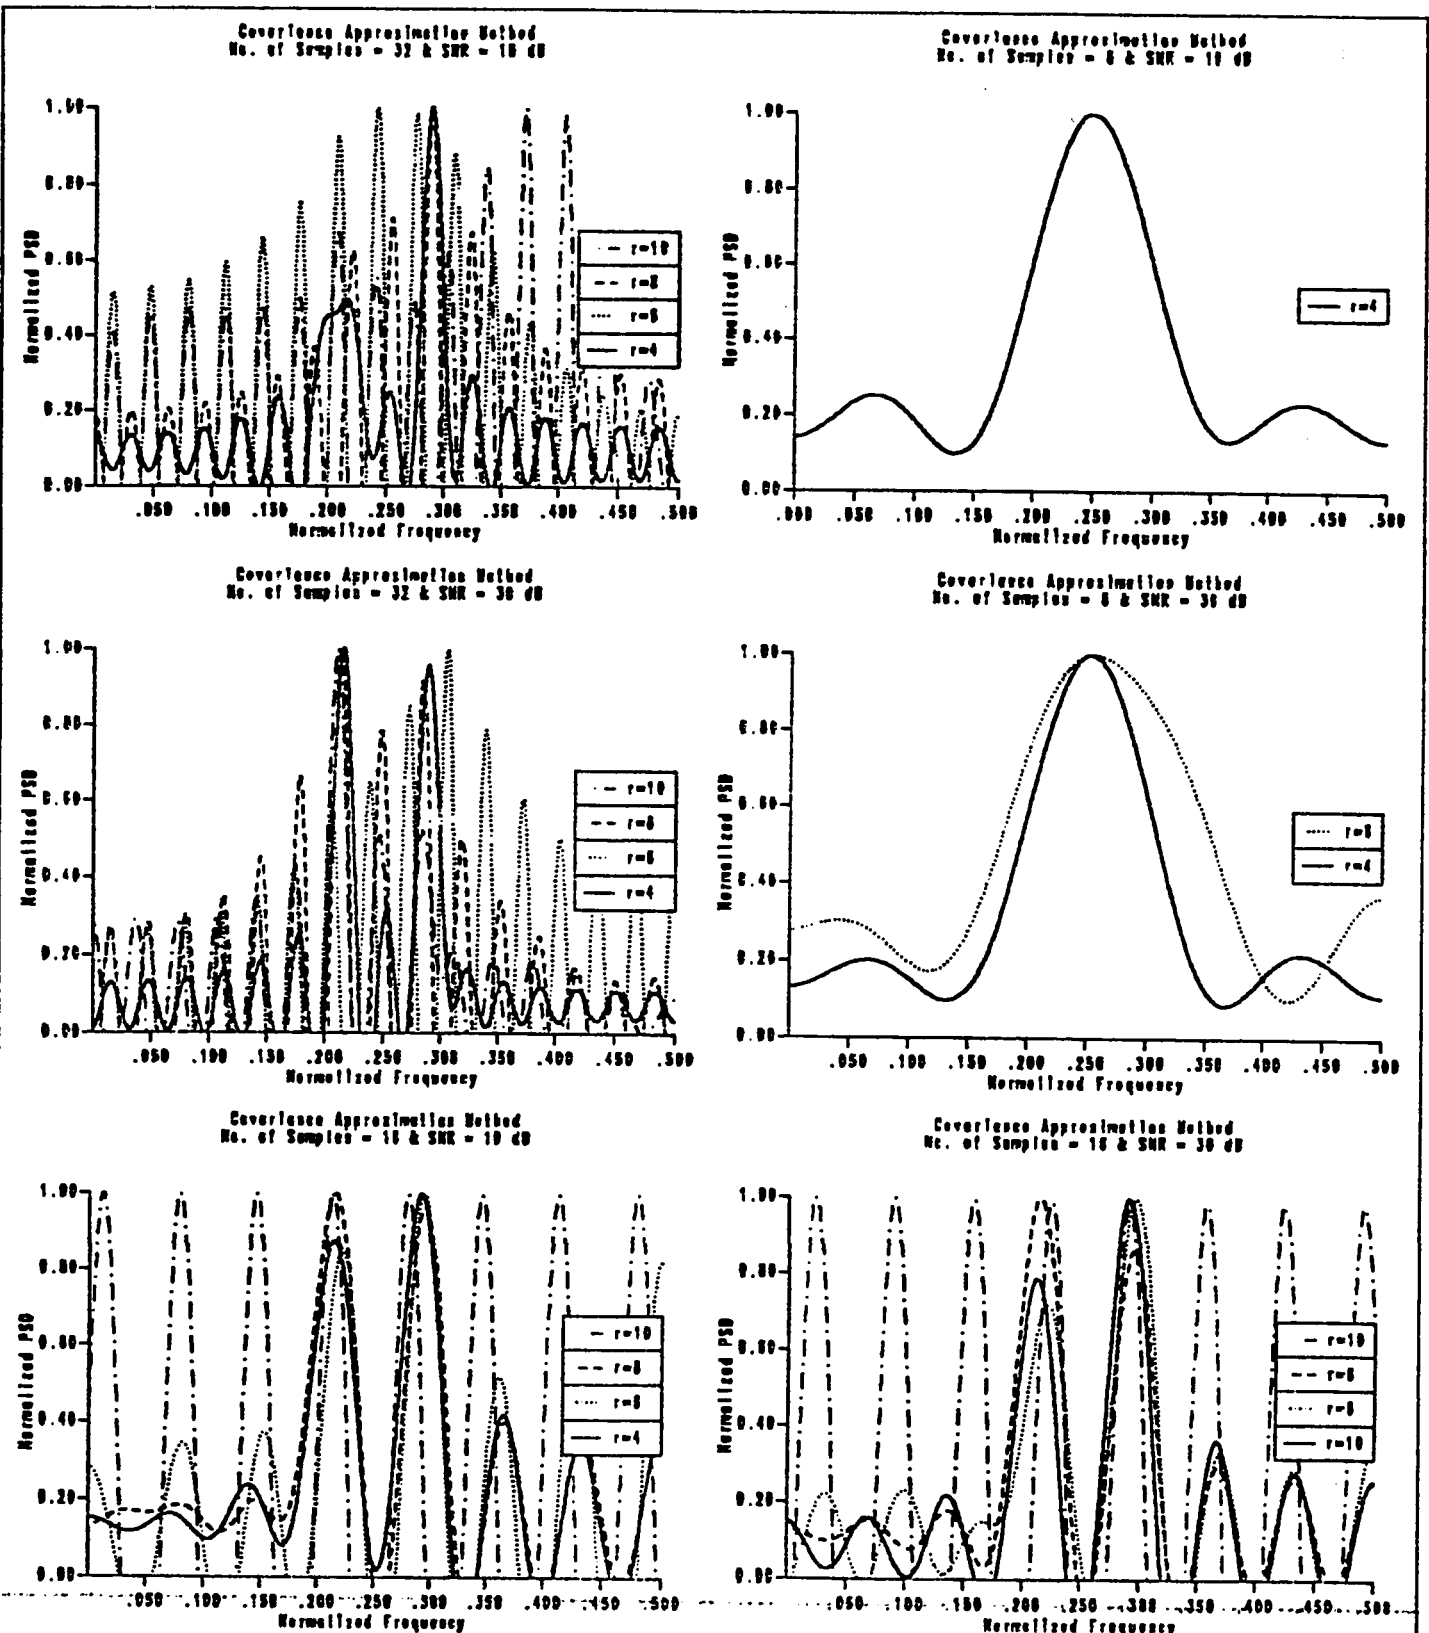 Covariance Approximation Method
No. of Samples = 32 & SNR = 10 dB
1.00
0.80
0.60
0.40
0.20
0.00
Normalized PSD
r=10
r=8
r=6
r=4
.050 .100 .150 .200 .250 .300 .350 .400 .450 .500
Normalized Frequency
Covariance Approximation Method
No. of Samples = 8 & SNR = 10 dB
1.00
0.80
0.60
0.40
0.20
0.00
Normalized PSD
r=4
.000 .050 .100 .150 .200 .250 .300 .350 .400 .450 .500
Normalized Frequency
Covariance Approximation Method
No. of Samples = 32 & SNR = 30 dB
1.00
0.80
0.60
0.40
0.20
0.00
Normalized PSD
r=10
r=8
r=6
r=4
.050 .100 .150 .200 .250 .300 .350 .400 .450 .500
Normalized Frequency
Covariance Approximation Method
No. of Samples = 8 & SNR = 30 dB
1.00
0.80
0.60
0.40
0.20
0.00
Normalized PSD
r=4
.050 .100 .150 .200 .250 .300 .350 .400 .450 .500
Normalized Frequency
Covariance Approximation Method
No. of Samples = 16 & SNR = 10 dB
1.00
0.80
0.60
0.40
0.20
0.00
Normalized PSD
r=10
r=8
r=4
.050 .100 .150 .200 .250 .300 .350 .400 .450 .500
Normalized Frequency
Covariance Approximation Method
No. of Samples = 16 & SNR = 30 dB
1.00
0.80
0.60
0.40
0.20
0.00
Normalized PSD
r=10
r=10
.050 .100 .150 .200 .250 .300 .350 .400 .450 .500
Normalized Frequency